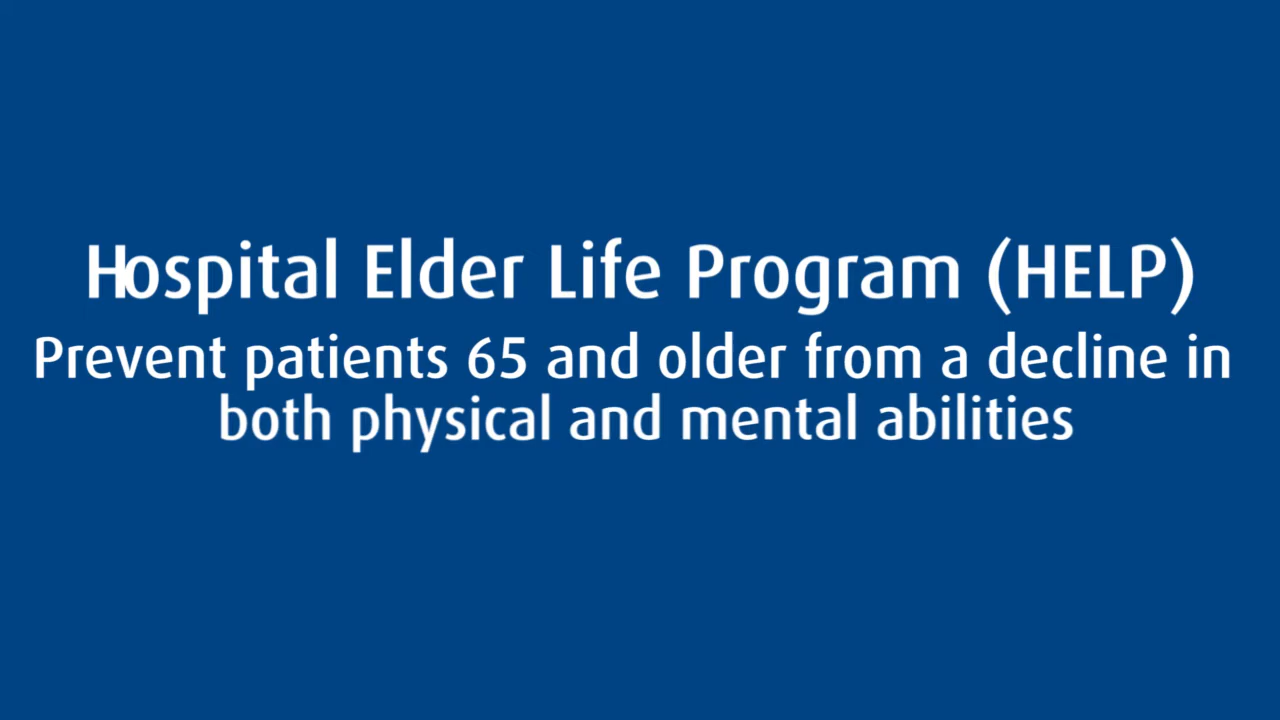 Hospital Elder Life Program (HELP)
Prevent patients 65 and older from a decline in
both physical and mental abilities